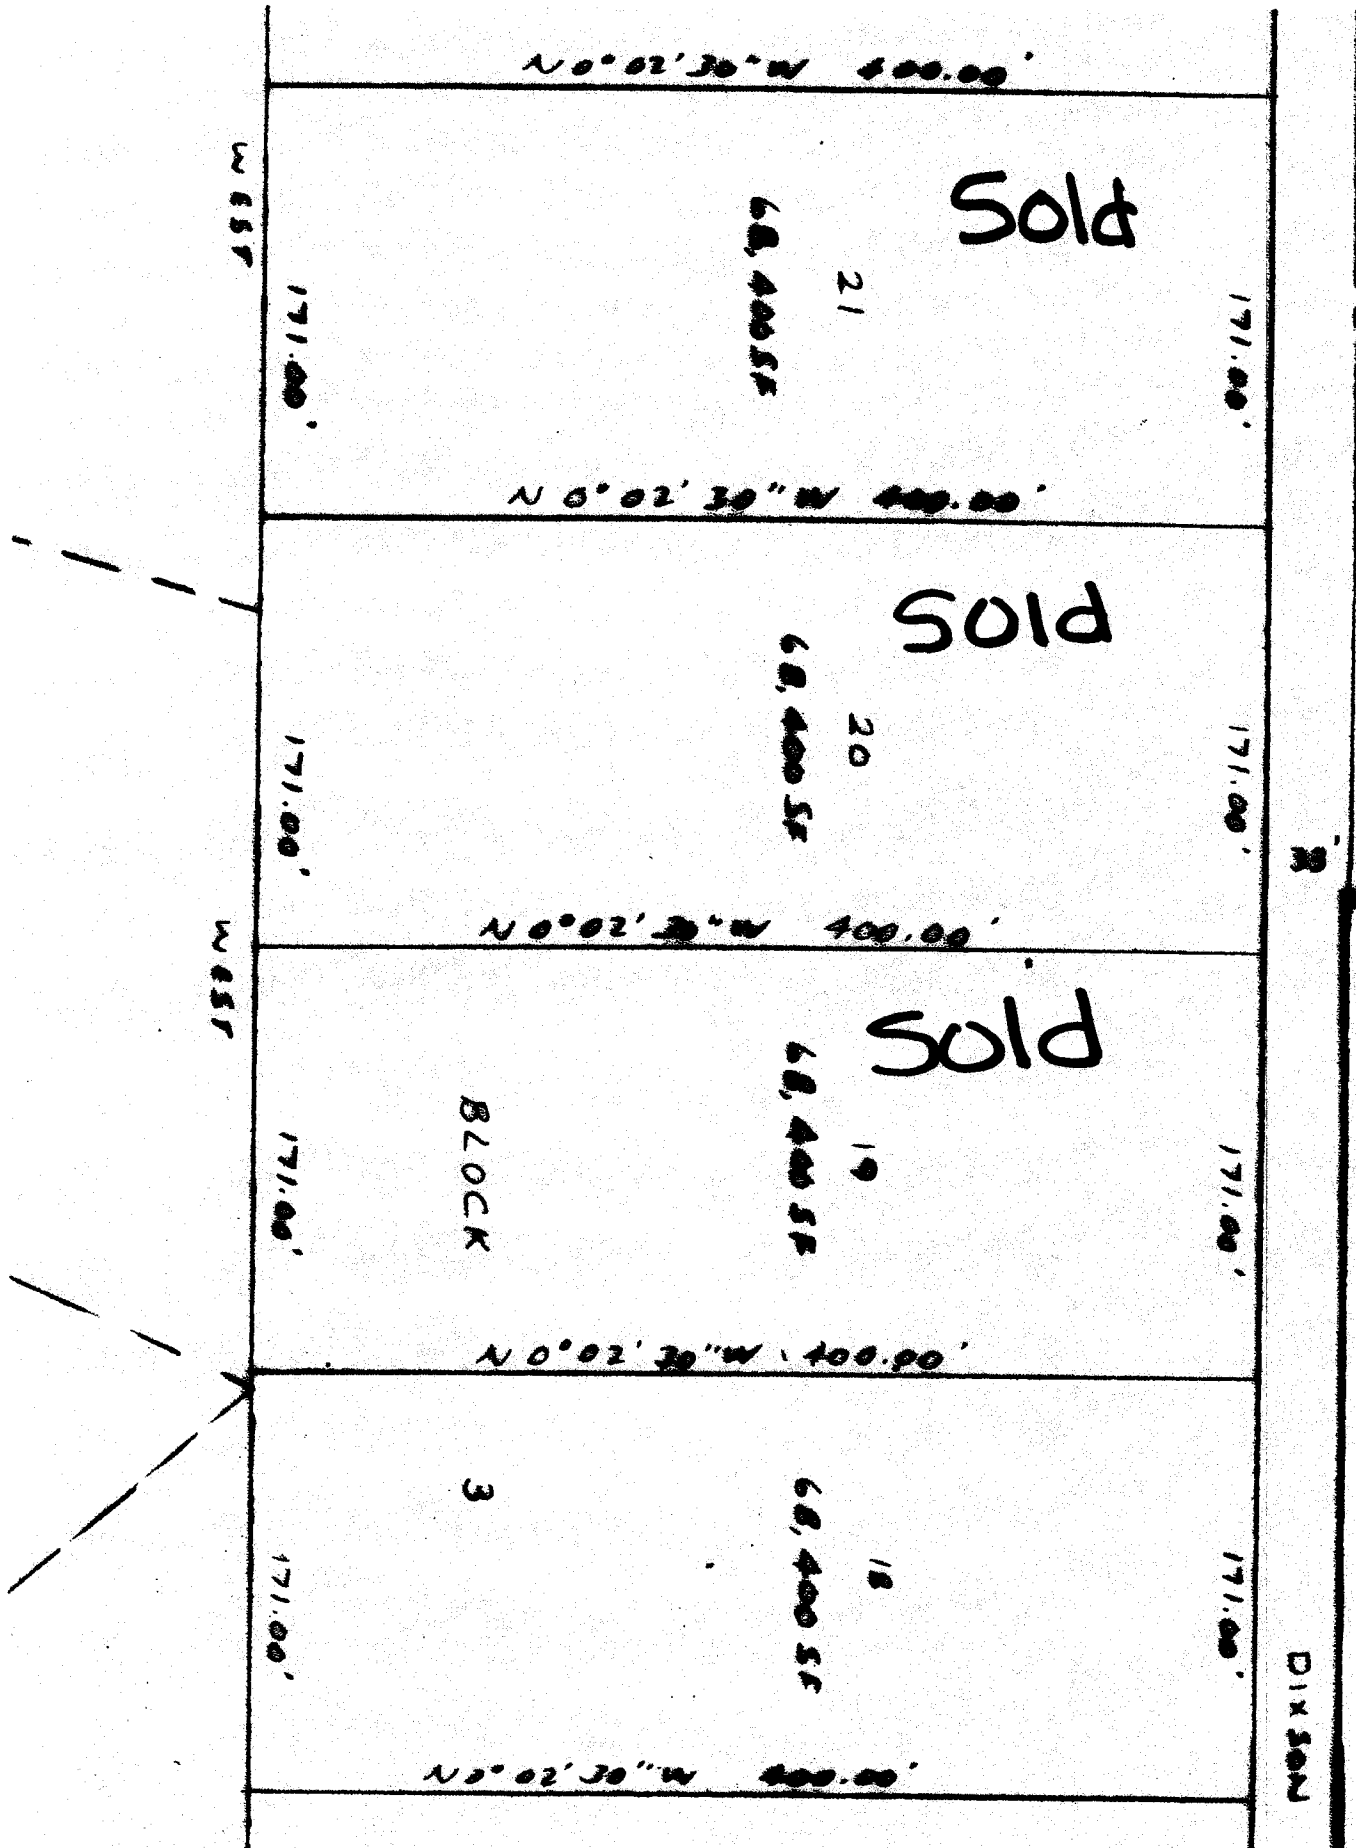 N 0° 02' 30" W 400.00'
WEST
Sold
68,400 SF
21
171.00'
171.00'
N 0° 02' 30" W 400.00'
Sold
68,400 SF
20
171.00'
171.00'
N 0° 02' 30" W 400.00'
WEST
Sold
68,400 SF
19
BLOCK
171.00'
171.00'
N 0° 02' 30" W 400.00'
3
68,400 SF
18
171.00'
171.00'
DIXSON
N 0° 02' 30" W 400.00'